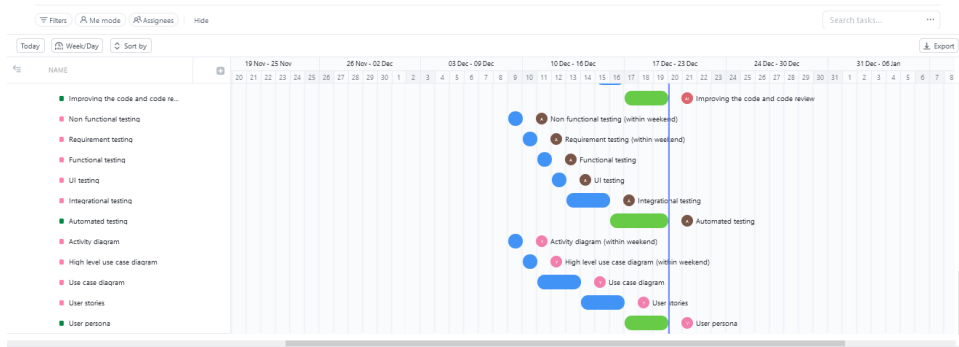 Filters Me mode Assignees Hide Search tasks... ...
Today Week/Day Sort by Export
NAME
19 Nov - 25 Nov 26 Nov - 02 Dec 03 Dec - 09 Dec 10 Dec - 16 Dec 17 Dec - 23 Dec 24 Dec - 30 Dec 31 Dec - 06 Jan
20 21 22 23 24 25 26 27 28 29 30 1 2 3 4 5 6 7 8 9 10 11 12 13 14 15 16 17 18 19 20 21 22 23 24 25 26 27 28 29 30 31 1 2 3 4 5 6 7 8
Improving the code and code re... Improving the code and code review
Non functional testing Non functional testing (within weekend)
Requirement testing Requirement testing (within weekend)
Functional testing Functional testing
UI testing UI testing
Integrational testing Integrational testing
Automated testing Automated testing
Activity diagram Activity diagram (within weekend)
High level use case diagram High level use case diagram (within weekend)
Use case diagram Use case diagram
User stories User stories
User persona User persona